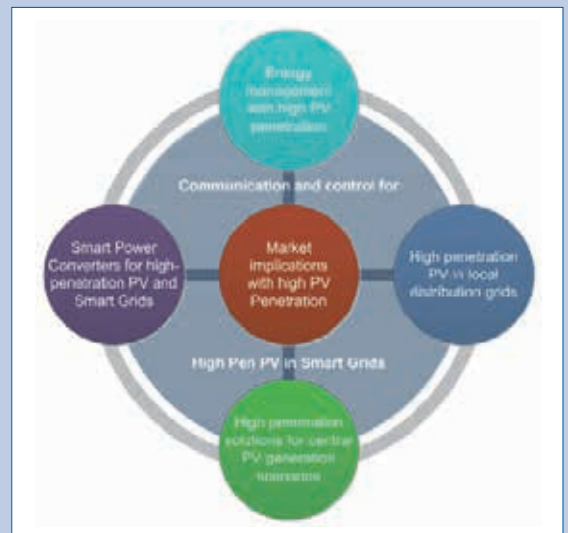 Energy
management
with high PV
penetration
Communication and control for
Smart Power
Converters for high-
penetration PV and
Smart Grids
Market
implications
with high PV
Penetration
High penetration
PV in local
distribution grids
High Pen PV in Smart Grids
High penetration
solutions for central
PV generation
scenarios